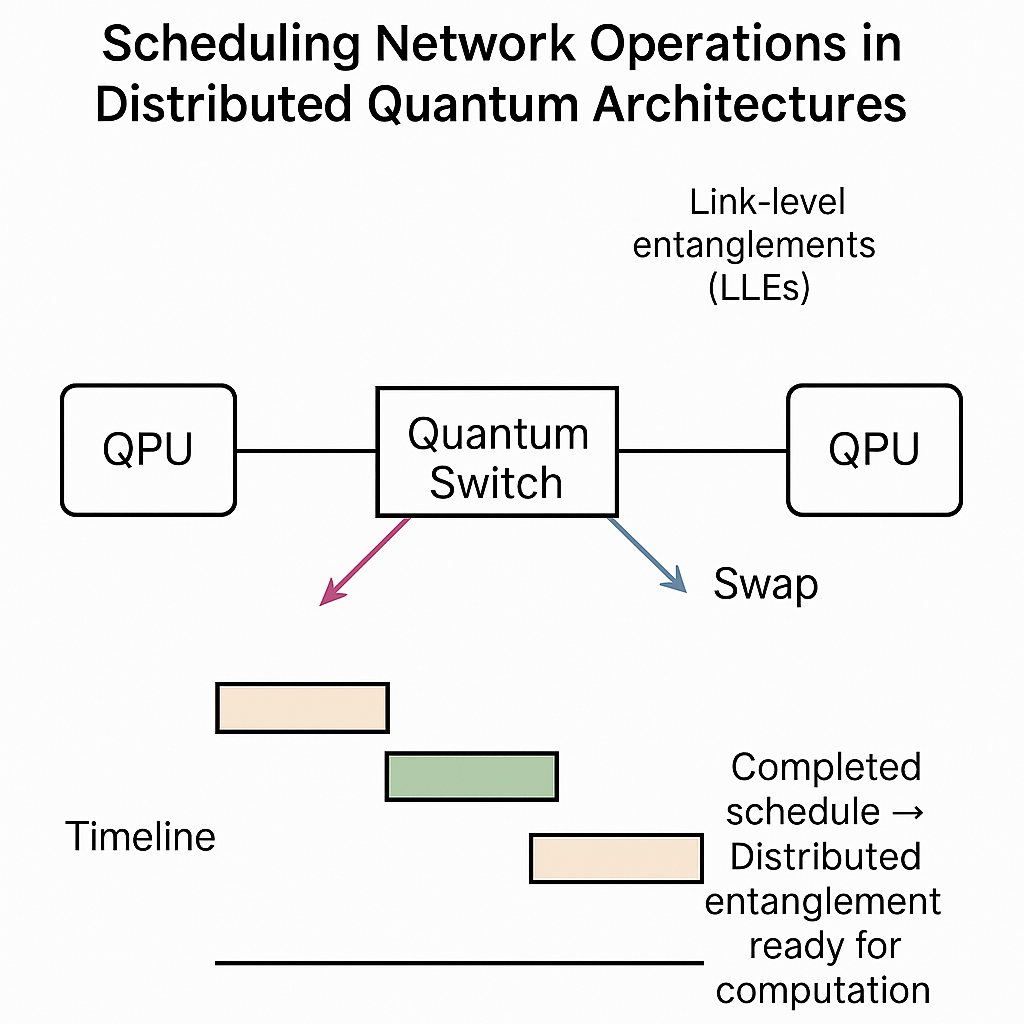 Scheduling Network Operations in
Distributed Quantum Architectures
Link-level
entanglements
(LLEs)
QPU
Quantum
Switch
QPU
Swap
Timeline
Completed
schedule →
Distributed
entanglement
ready for
computation